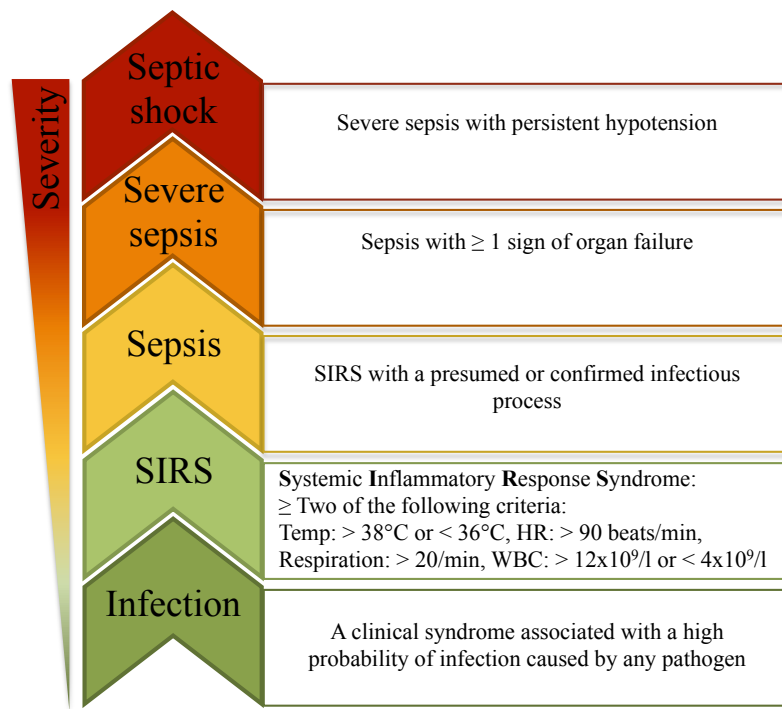 Severity
Septic
shock
Severe sepsis with persistent hypotension
Severe
sepsis
Sepsis with ≥ 1 sign of organ failure
Sepsis
SIRS with a presumed or confirmed infectious
process
SIRS
Systemic Inflammatory Response Syndrome:
≥ Two of the following criteria:
Temp: > 38°C or < 36°C, HR: > 90 beats/min,
Respiration: > 20/min, WBC: > 12x10⁹/l or < 4x10⁹/l
Infection
A clinical syndrome associated with a high
probability of infection caused by any pathogen